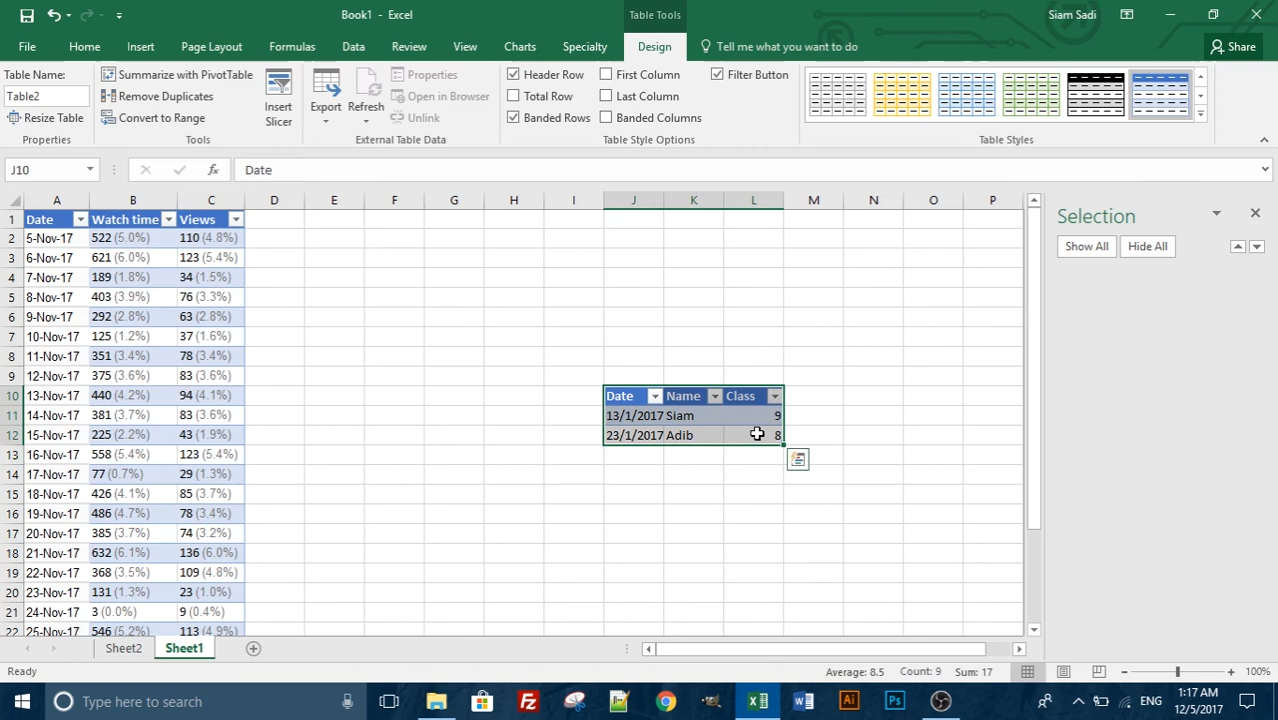 Book1 - Excel
Table Tools
Siam Sadi
File Home Insert Page Layout Formulas Data Review View Charts Specialty Design Tell me what you want to do Share
Table Name:
Table2
Resize Table
Properties
Summarize with PivotTable
Remove Duplicates
Convert to Range
Tools
Insert
Slicer
Export
Refresh
Properties
Open in Browser
Unlink
External Table Data
Header Row First Column Filter Button
Total Row Last Column
Banded Rows Banded Columns
Table Style Options
Table Styles
J10 fx Date
A B C D E F G H I J K L M N O P
1 Date Watch time Views
2 5-Nov-17 522 (5.0%) 110 (4.8%)
3 6-Nov-17 621 (6.0%) 123 (5.4%)
4 7-Nov-17 189 (1.8%) 34 (1.5%)
5 8-Nov-17 403 (3.9%) 76 (3.3%)
6 9-Nov-17 292 (2.8%) 63 (2.8%)
7 10-Nov-17 125 (1.2%) 37 (1.6%)
8 11-Nov-17 351 (3.4%) 78 (3.4%)
9 12-Nov-17 375 (3.6%) 83 (3.6%)
10 13-Nov-17 440 (4.2%) 94 (4.1%) Date Name Class
11 14-Nov-17 381 (3.7%) 83 (3.6%) 13/1/2017 Siam 9
12 15-Nov-17 225 (2.2%) 43 (1.9%) 23/1/2017 Adib 8
13 16-Nov-17 558 (5.4%) 123 (5.4%)
14 17-Nov-17 77 (0.7%) 29 (1.3%)
15 18-Nov-17 426 (4.1%) 85 (3.7%)
16 19-Nov-17 486 (4.7%) 78 (3.4%)
17 20-Nov-17 385 (3.7%) 74 (3.2%)
18 21-Nov-17 632 (6.1%) 136 (6.0%)
19 22-Nov-17 368 (3.5%) 109 (4.8%)
20 23-Nov-17 131 (1.3%) 23 (1.0%)
21 24-Nov-17 3 (0.0%) 9 (0.4%)
22 25-Nov-17 546 (5.2%) 113 (4.9%)
Selection
Show All Hide All
Sheet2 Sheet1
Ready Average: 8.5 Count: 9 Sum: 17 100%
Type here to search
ENG
1:17 AM
12/5/2017